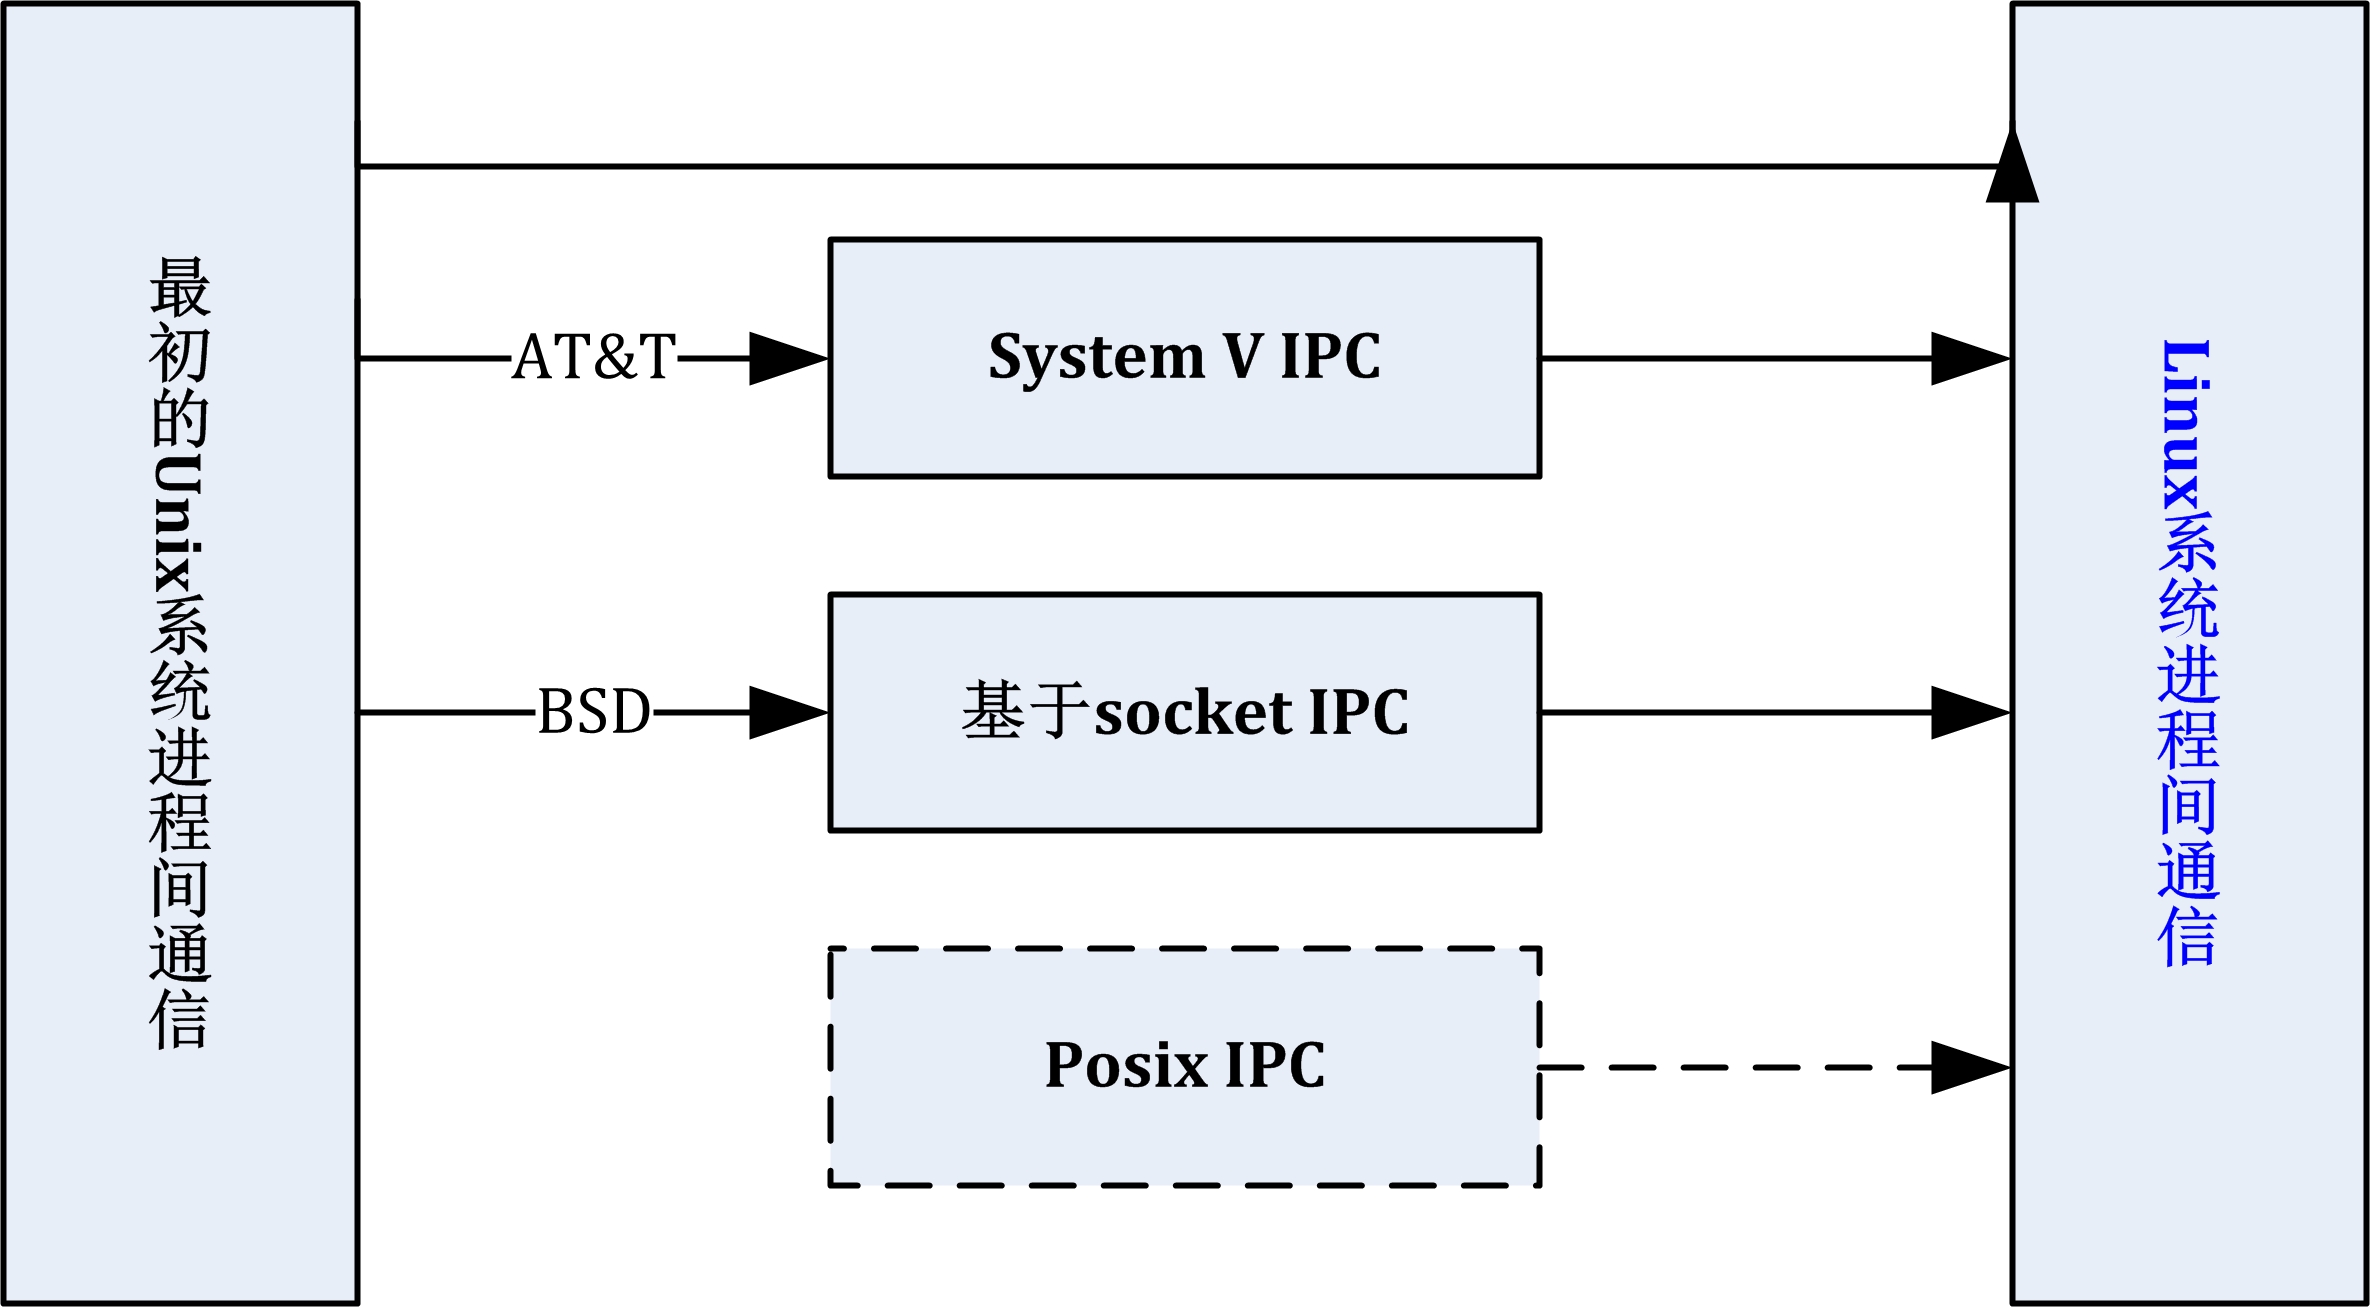 最初的Unix系统进程间通信
AT&T
System V IPC
BSD
基于socket IPC
Posix IPC
Linux系统进程间通信